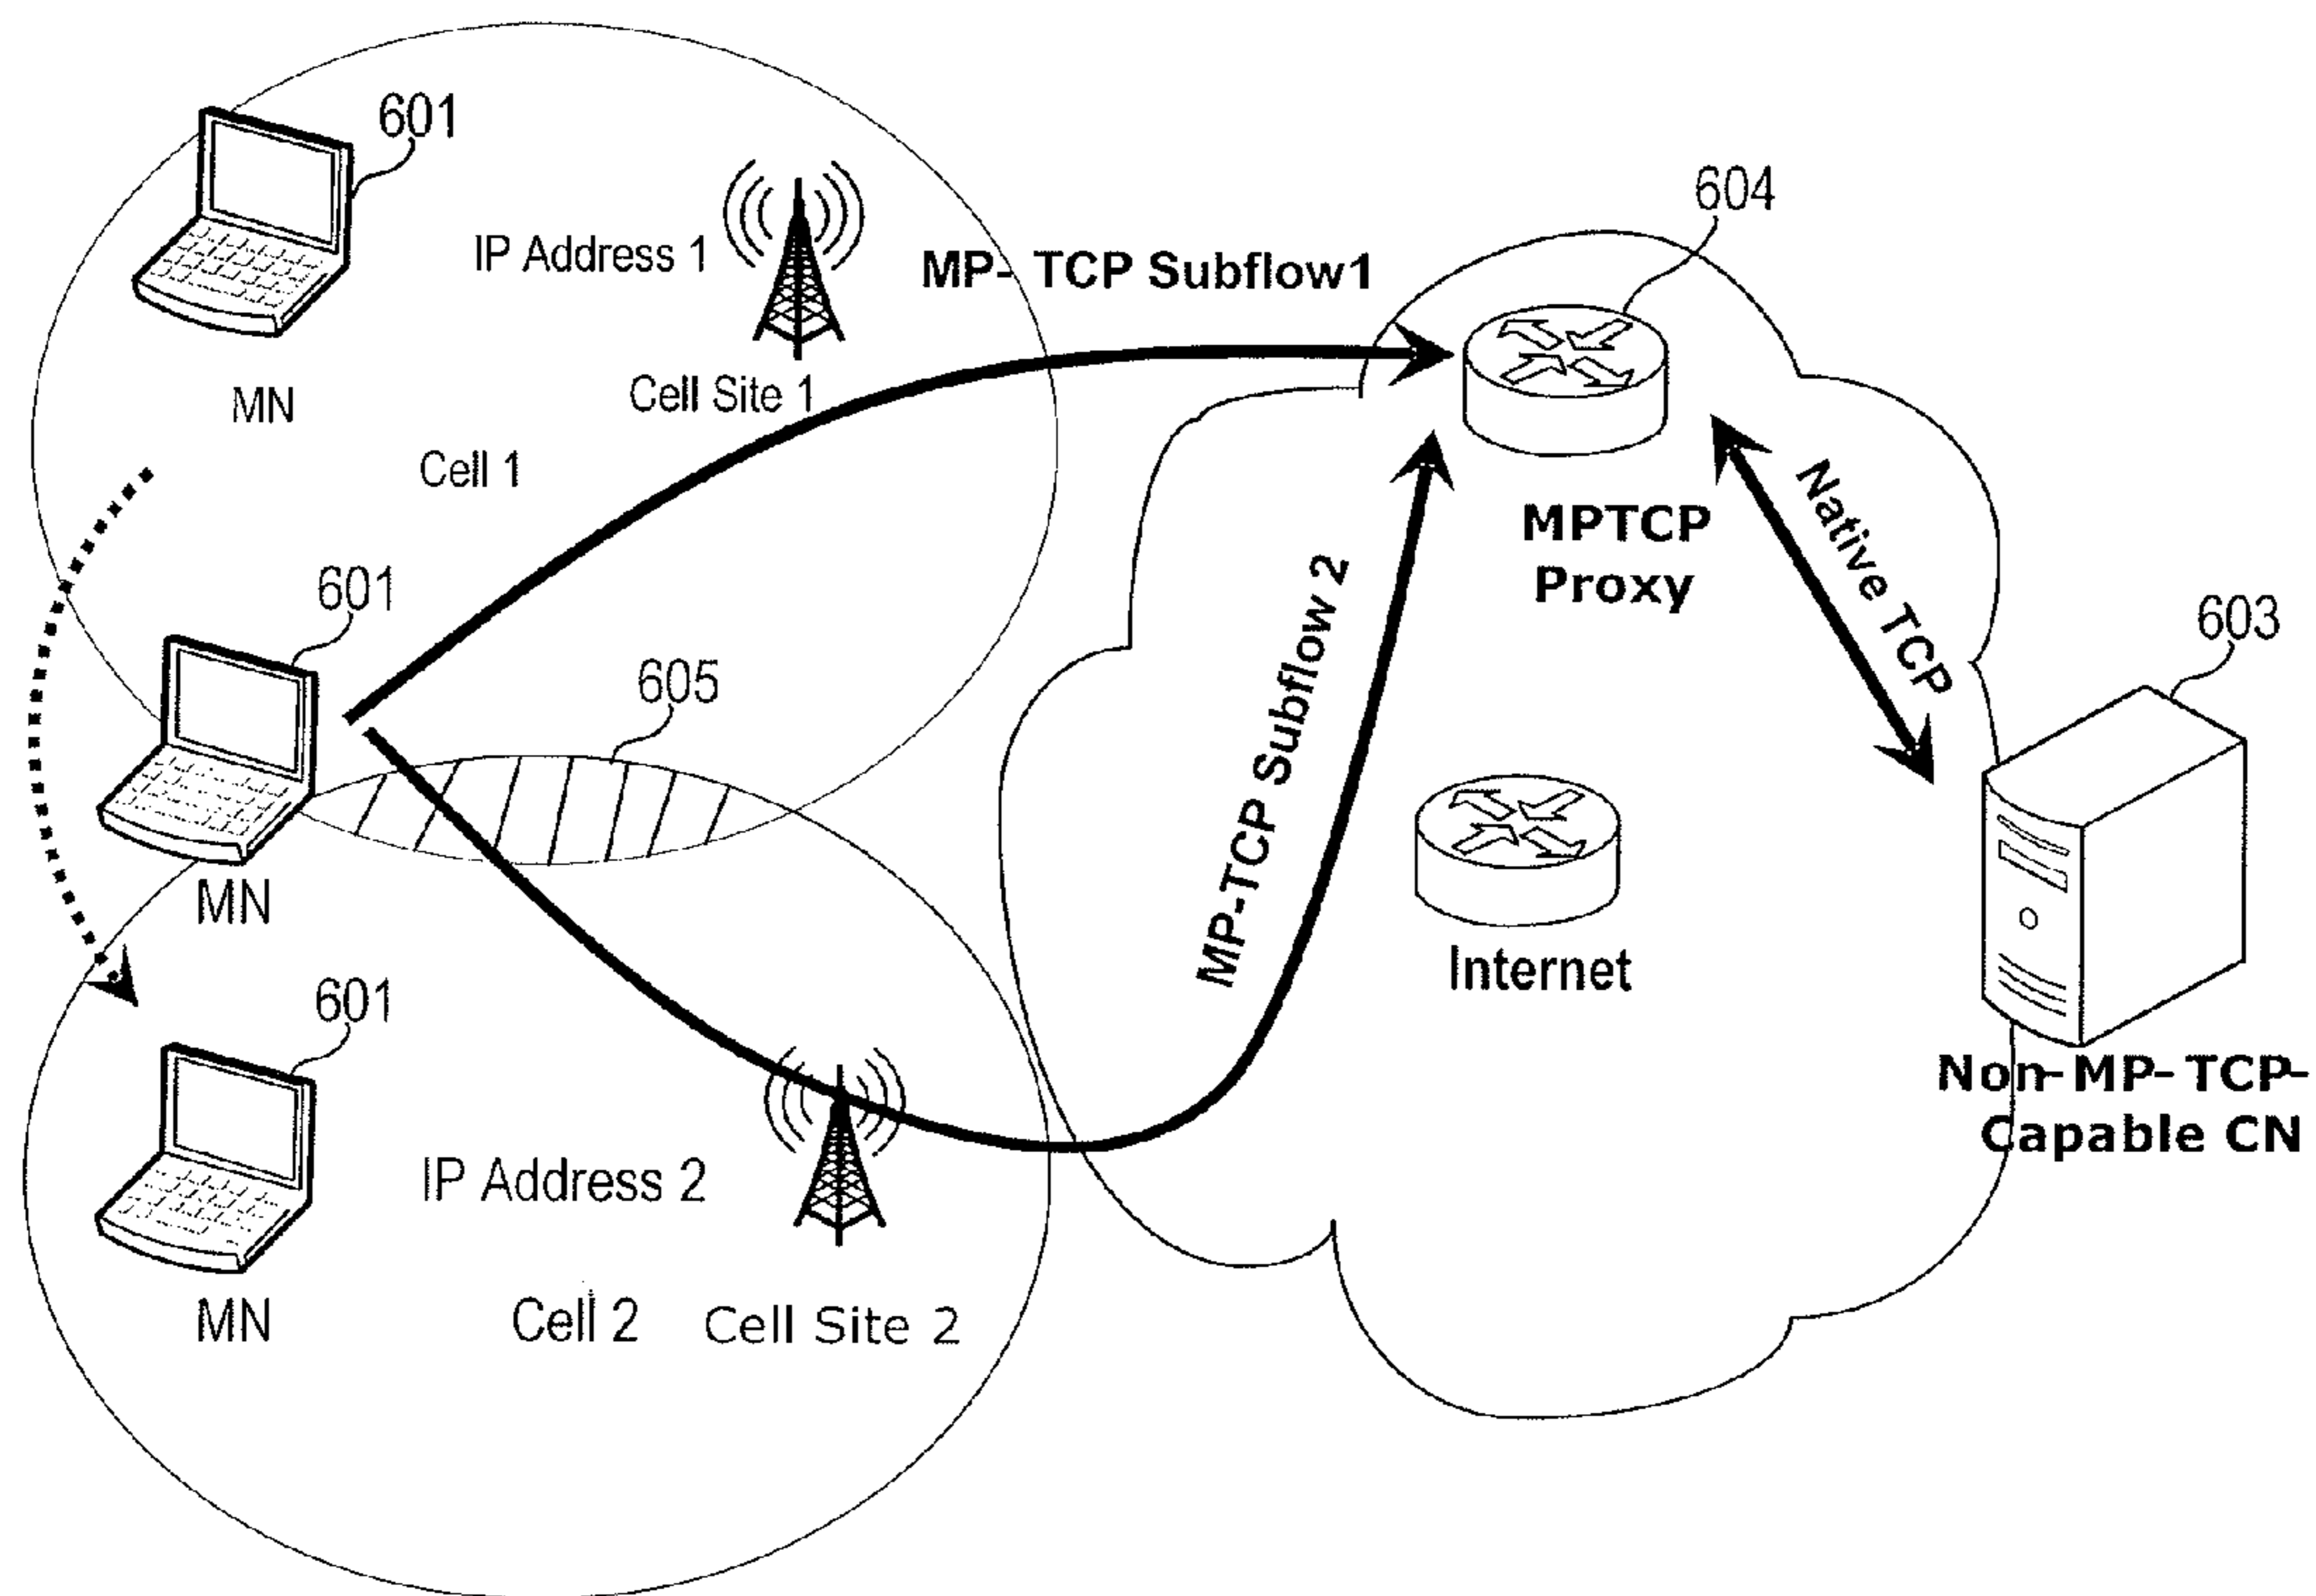 601
604
IP Address 1
MP- TCP Subflow1
Cell Site 1
MN
Cell 1
MPTCP
Proxy
Native TCP
601
603
605
MP-TCP Subflow 2
MN
Internet
601
Non-MP-TCP-
Capable CN
IP Address 2
MN
Cell 2
Cell Site 2